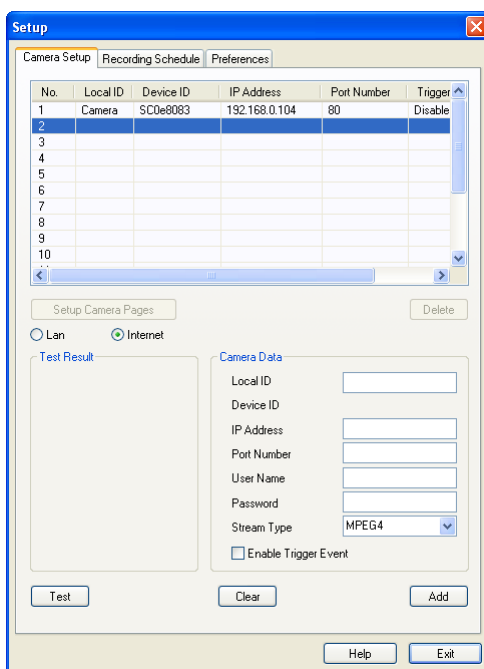 Setup
Camera Setup Recording Schedule Preferences
No. Local ID Device ID IP Address Port Number Trigger
1 Camera SC0e8083 192.168.0.104 80 Disable
2
3
4
5
6
7
8
9
10
Setup Camera Pages Delete
Lan Internet
Test Result Camera Data
Local ID
Device ID
IP Address
Port Number
User Name
Password
Stream Type MPEG4
Enable Trigger Event
Test Clear Add
Help Exit